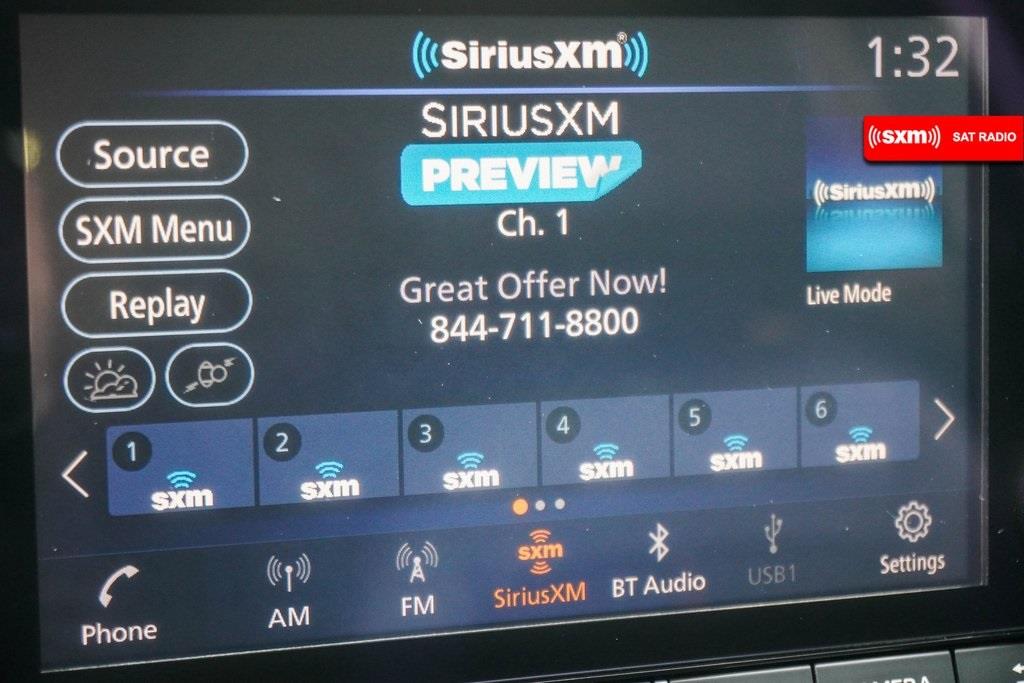 SiriusXM®
1:32
SIRIUSXM
PREVIEW
Ch. 1
Great Offer Now!
844-711-8800
Source
SXM Menu
Replay
sxm SAT RADIO
SiriusXM
Live Mode
1 2 3 4 5 6
sxm sxm sxm sxm sxm sxm
sxm
Phone AM FM SiriusXM BT Audio USB1 Settings